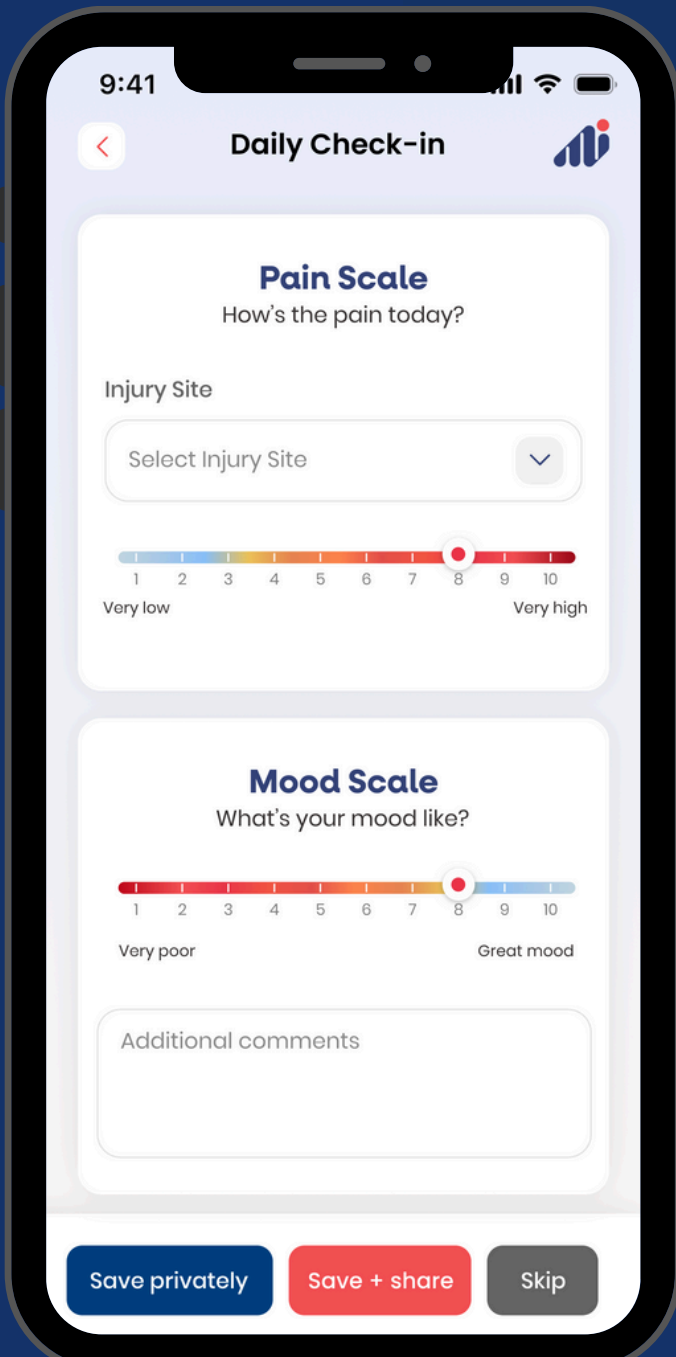 9:41
Daily Check-in
Pain Scale
How's the pain today?
Injury Site
Select Injury Site
1 2 3 4 5 6 7 8 9 10
Very low Very high
Mood Scale
What's your mood like?
1 2 3 4 5 6 7 8 9 10
Very poor Great mood
Additional comments
Save privately Save + share Skip